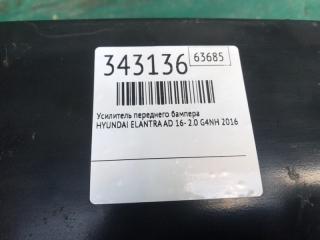 343136 63685
Усилитель переднего бампера
HYUNDAI ELANTRA AD 16- 2.0 G4NH 2016